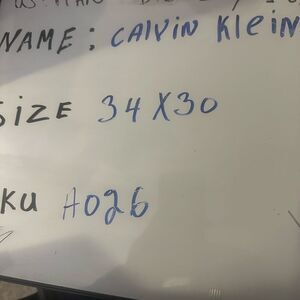 NAME: CAlViN KleiN
SiZE 34X30
KU A026